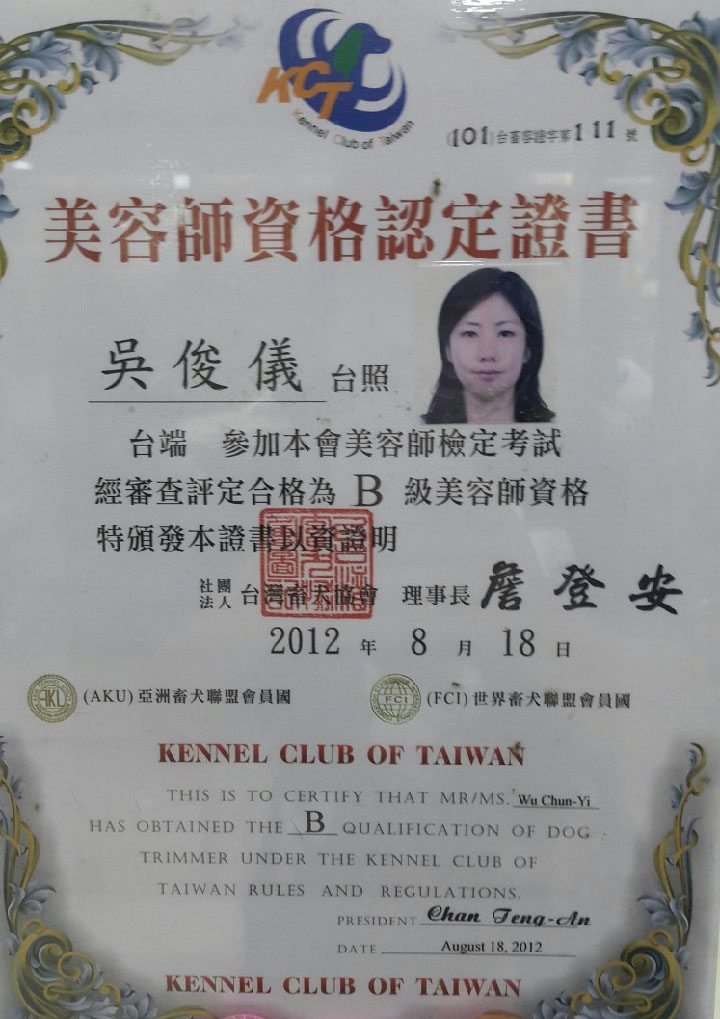 KCT
Kennel Club of Taiwan
(101)台畜容證字第111號
美容師資格認定證書
吳俊儀 台照
台端 參加本會美容師檢定考試
經審查評定合格為 B 級美容師資格
特頒發本證書以資證明
社團法人 台灣畜犬協會 理事長 詹登安
2012 年 8 月 18 日
AKU (AKU) 亞洲畜犬聯盟會員國 FCI (FCI) 世界畜犬聯盟會員國
KENNEL CLUB OF TAIWAN
THIS IS TO CERTIFY THAT MR/MS. Wu Chun-Yi
HAS OBTAINED THE B QUALIFICATION OF DOG
TRIMMER UNDER THE KENNEL CLUB OF
TAIWAN RULES AND REGULATIONS.
PRESIDENT Chan Teng-An
DATE August 18, 2012
KENNEL CLUB OF TAIWAN